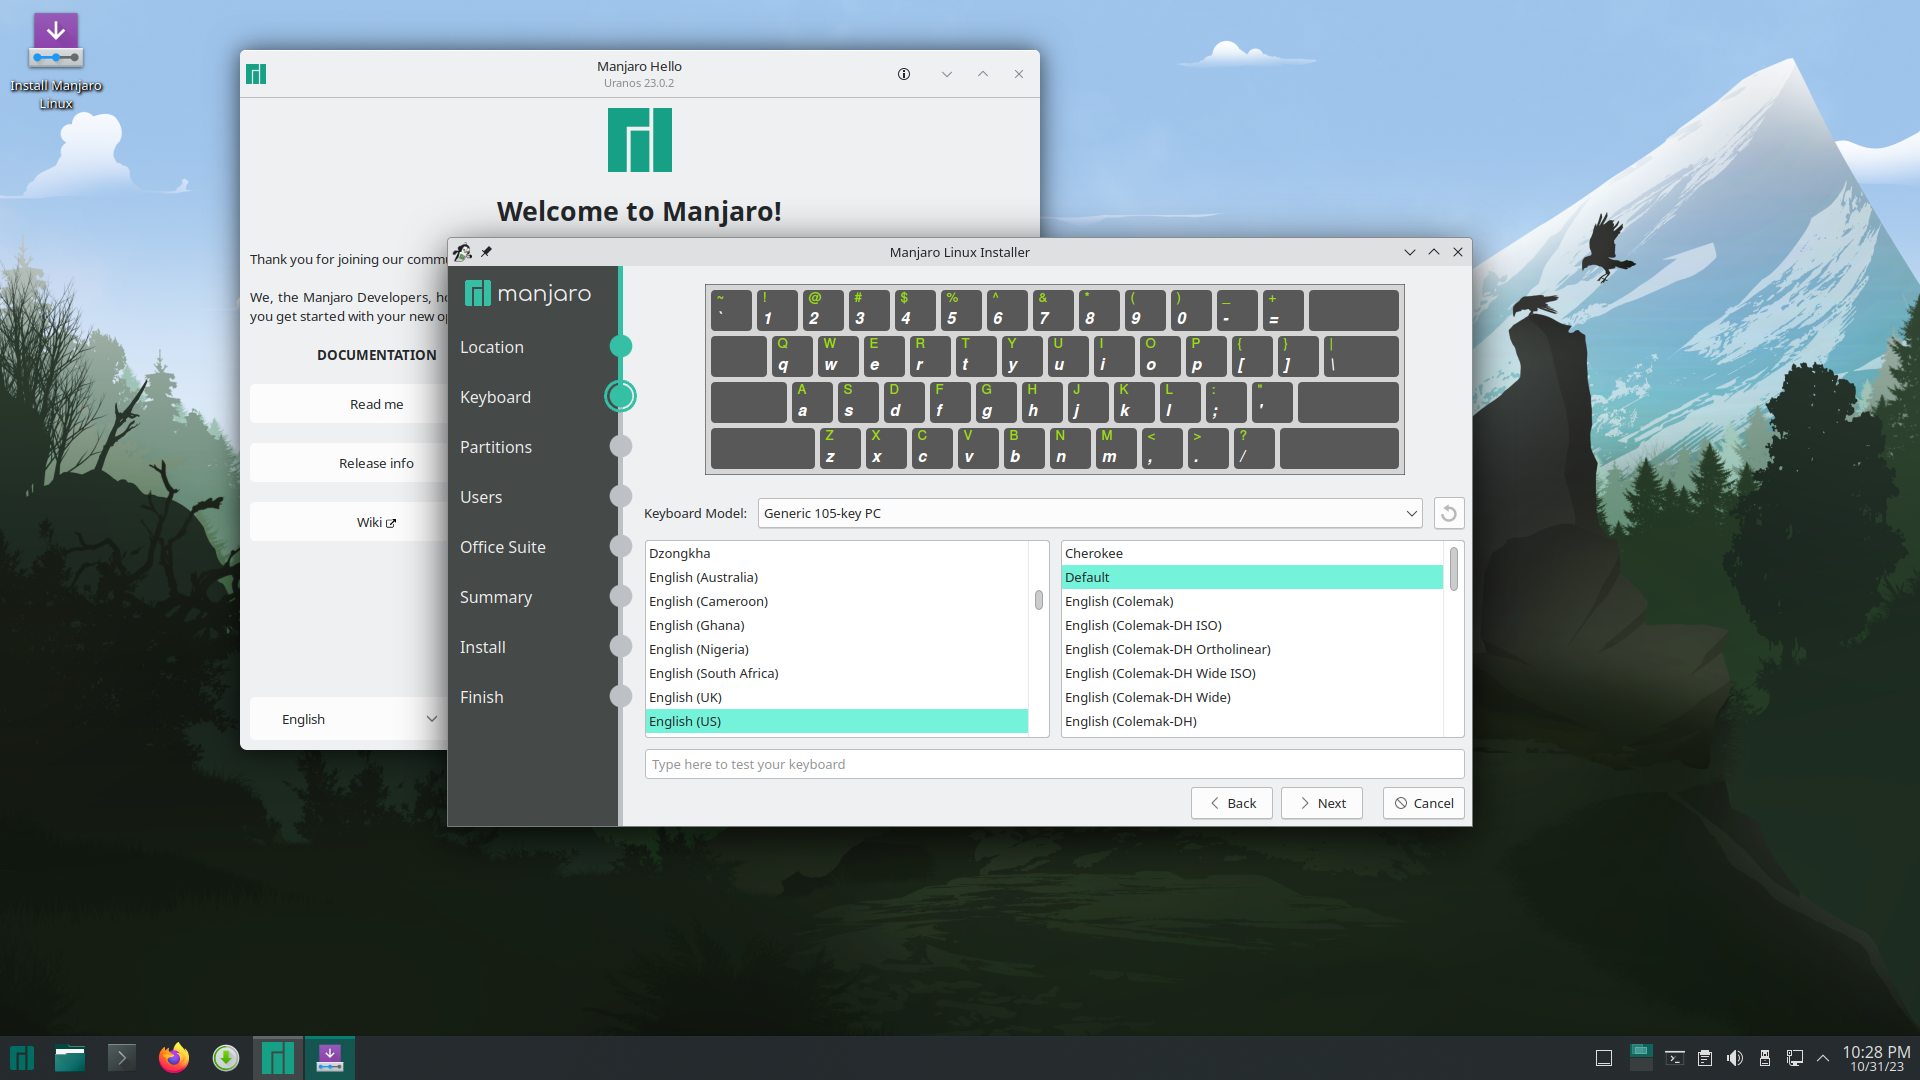 Install Manjaro
Linux
Manjaro Hello
Uranos 23.0.2
Welcome to Manjaro!
Thank you for joining our comm
We, the Manjaro Developers, ho
you get started with your new op
DOCUMENTATION
Read me
Release info
Wiki
English
Manjaro Linux Installer
manjaro
Location
Keyboard
Partitions
Users
Office Suite
Summary
Install
Finish
~ ! @ # $ % ^ & * ( ) _ +
` 1 2 3 4 5 6 7 8 9 0 - =
Q W E R T Y U I O P { } |
q w e r t y u i o p [ ] \
A S D F G H J K L : "
a s d f g h j k l ; '
Z X C V B N M < > ?
z x c v b n m , . /
Keyboard Model: Generic 105-key PC
Dzongkha
English (Australia)
English (Cameroon)
English (Ghana)
English (Nigeria)
English (South Africa)
English (UK)
English (US)
Cherokee
Default
English (Colemak)
English (Colemak-DH ISO)
English (Colemak-DH Ortholinear)
English (Colemak-DH Wide ISO)
English (Colemak-DH Wide)
English (Colemak-DH)
Type here to test your keyboard
Back
Next
Cancel
10:28 PM
10/31/23